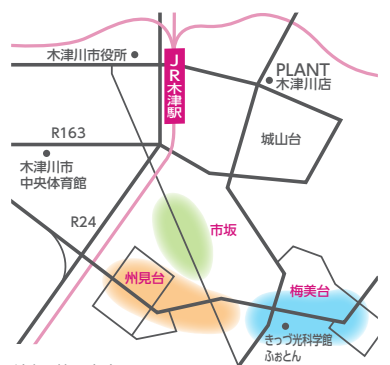 木津川市役所
JR木津駅
PLANT
木津川店
R163
城山台
木津川市
中央体育館
R24
市坂
州見台
梅美台
きっづ光科学館
ふぉとん